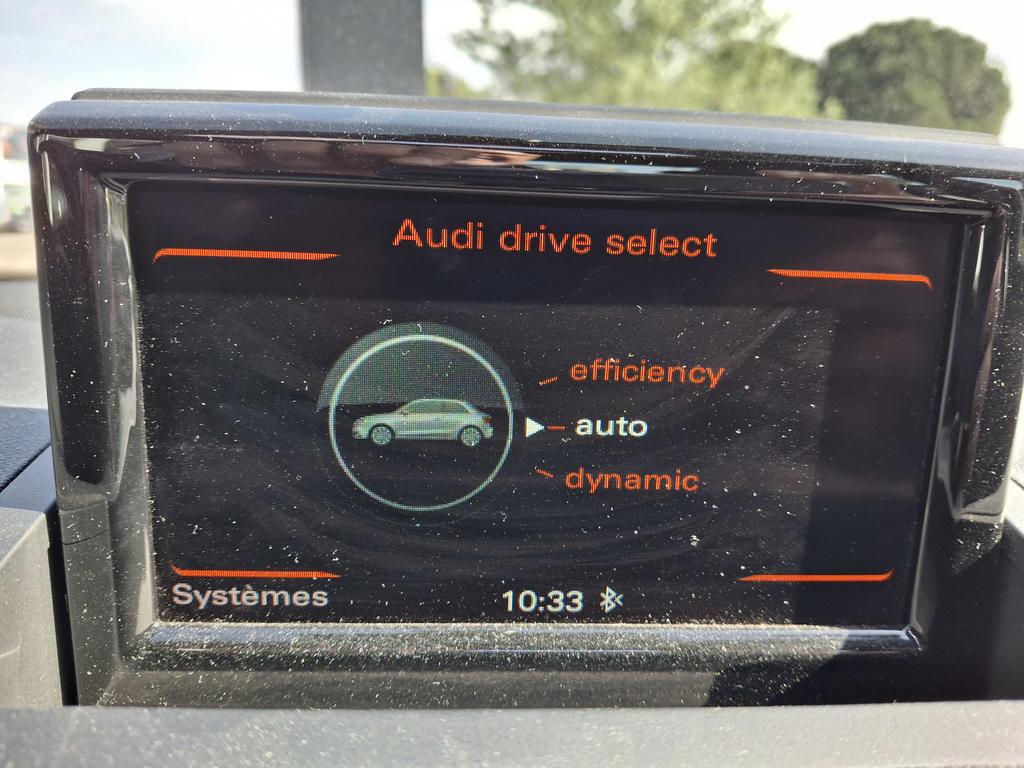 Audi drive select
efficiency
auto
dynamic
Systèmes
10:33